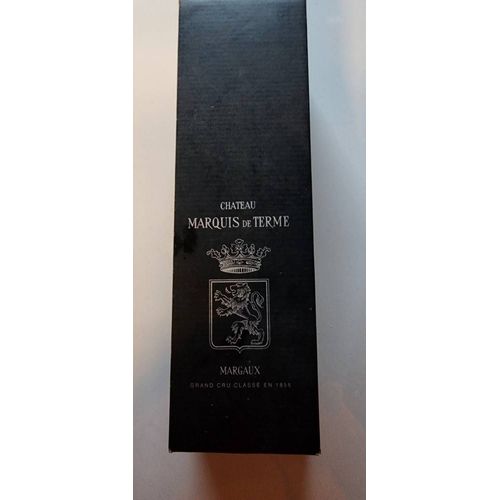 CHATEAU
MARQUIS DE TERME
MARGAUX
GRAND CRU CLASSÉ EN 1855